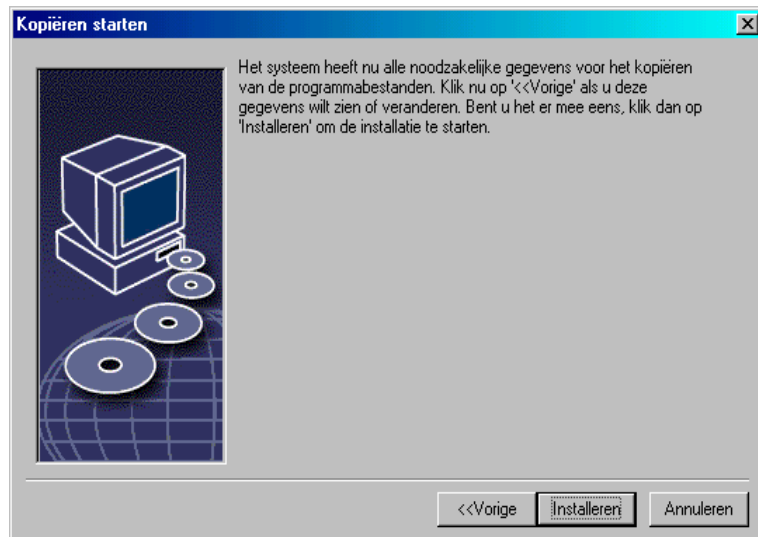 Kopiëren starten
Het systeem heeft nu alle noodzakelijke gegevens voor het kopiëren
van de programmabestanden. Klik nu op '<<Vorige' als u deze
gegevens wilt zien of veranderen. Bent u het er mee eens, klik dan op
'Installeren' om de installatie te starten.
<<Vorige
Installeren
Annuleren